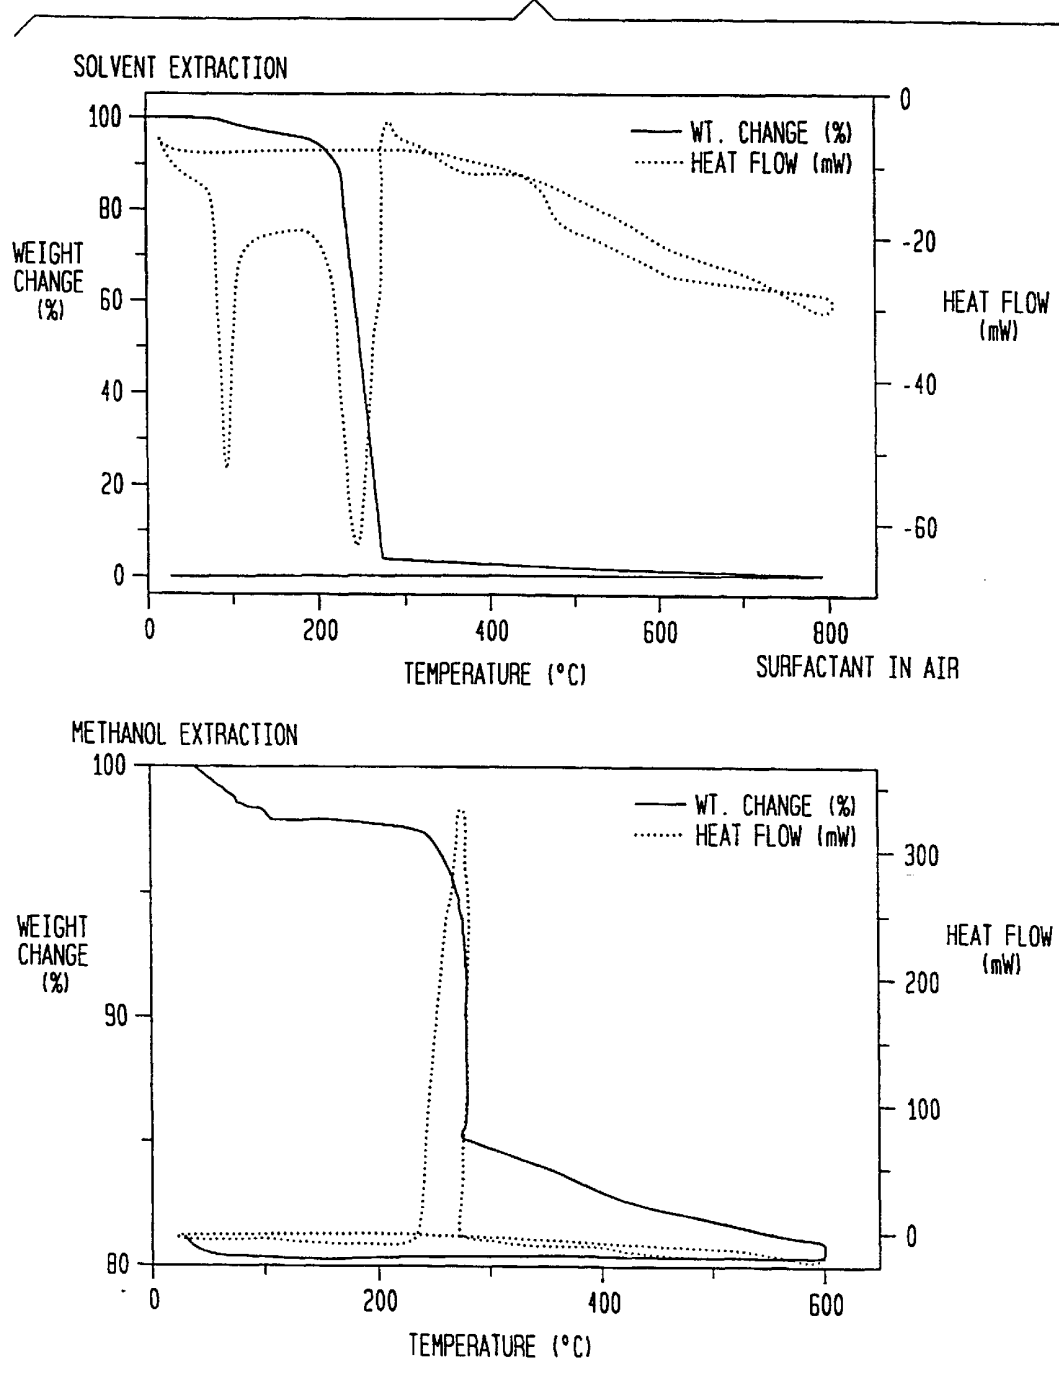 SOLVENT EXTRACTION
100
80
60
40
20
0
WEIGHT
CHANGE
(%)
WT. CHANGE (%)
HEAT FLOW (mW)
0
-20
-40
-60
HEAT FLOW
(mW)
0 200 400 600 800
TEMPERATURE (°C)
SURFACTANT IN AIR
METHANOL EXTRACTION
100
90
80
WEIGHT
CHANGE
(%)
WT. CHANGE (%)
HEAT FLOW (mW)
300
200
100
0
HEAT FLOW
(mW)
0 200 400 600
TEMPERATURE (°C)